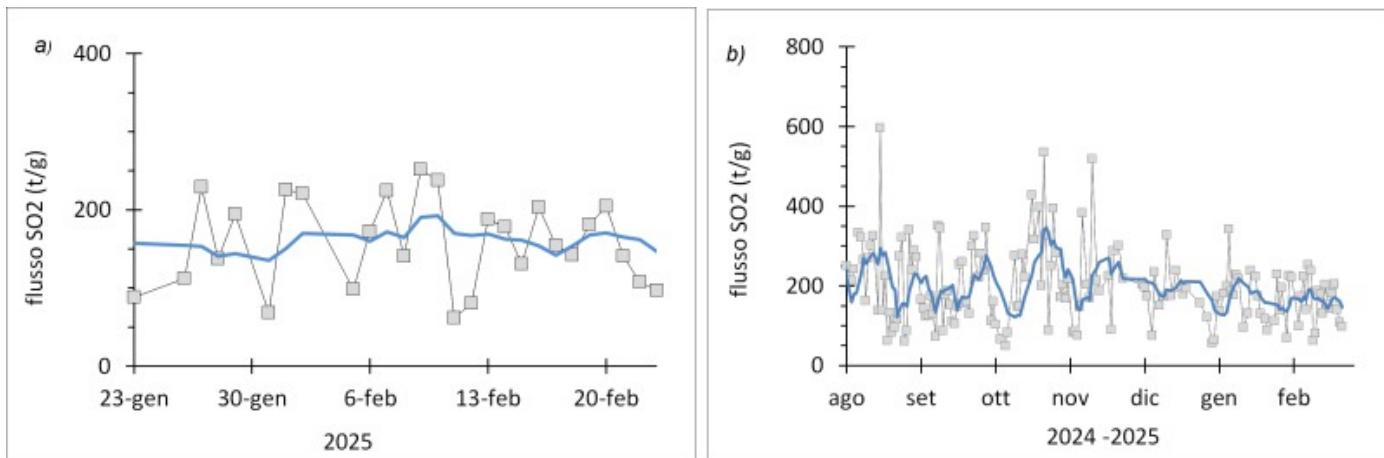 a)
400
200
0
flusso SO2 (t/g)
23-gen 30-gen 6-feb 13-feb 20-feb
2025
b)
800
600
400
200
0
flusso SO2 (t/g)
ago set ott nov dic gen feb
2024 -2025